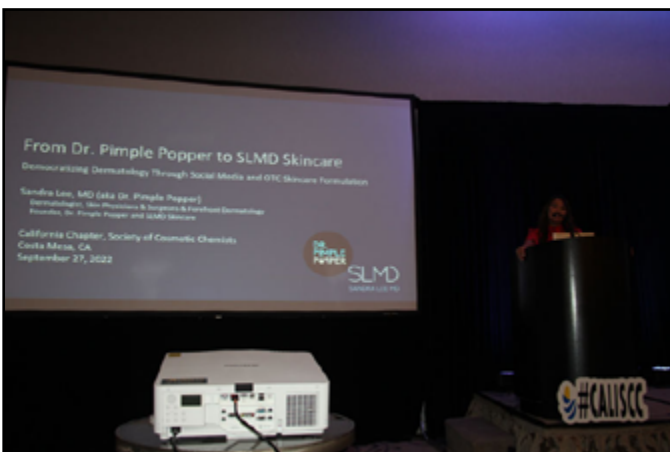 From Dr. Pimple Popper to SLMD Skincare
Democratizing Dermatology Through Social Media and OTC Skincare Formulation
Sandra Lee, MD (aka Dr. Pimple Popper)
Dermatologist, Skin Physicians & Surgeons & Forefront Dermatology
Founder, Dr. Pimple Popper and SLMD Skincare
California Chapter, Society of Cosmetic Chemists
Costa Mesa, CA
September 27, 2022
DR.
PIMPLE
POPPER
SLMD
SANDRA LEE MD
#CALISCC